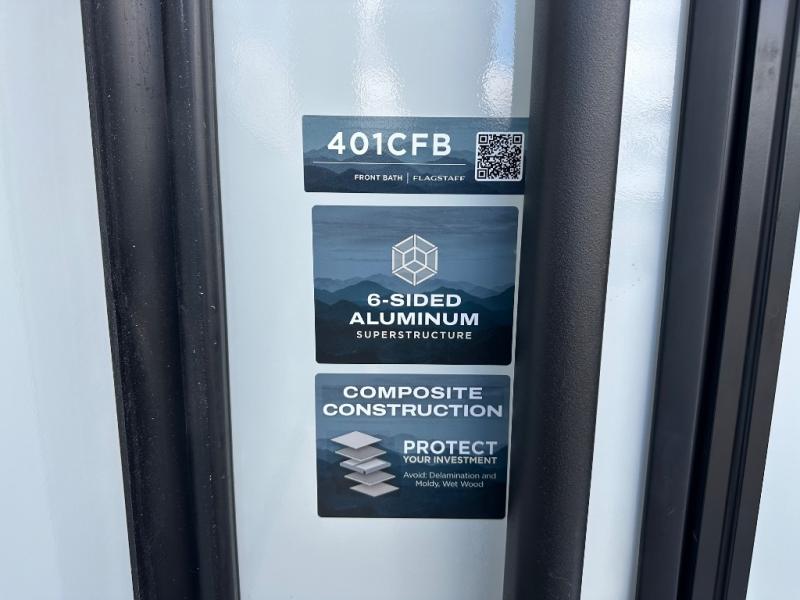 401CFB
FRONT BATH | FLAGSTAFF
6-SIDED
ALUMINUM
SUPERSTRUCTURE
COMPOSITE
CONSTRUCTION
PROTECT
YOUR INVESTMENT
Avoid: Delamination and
Moldy, Wet Wood